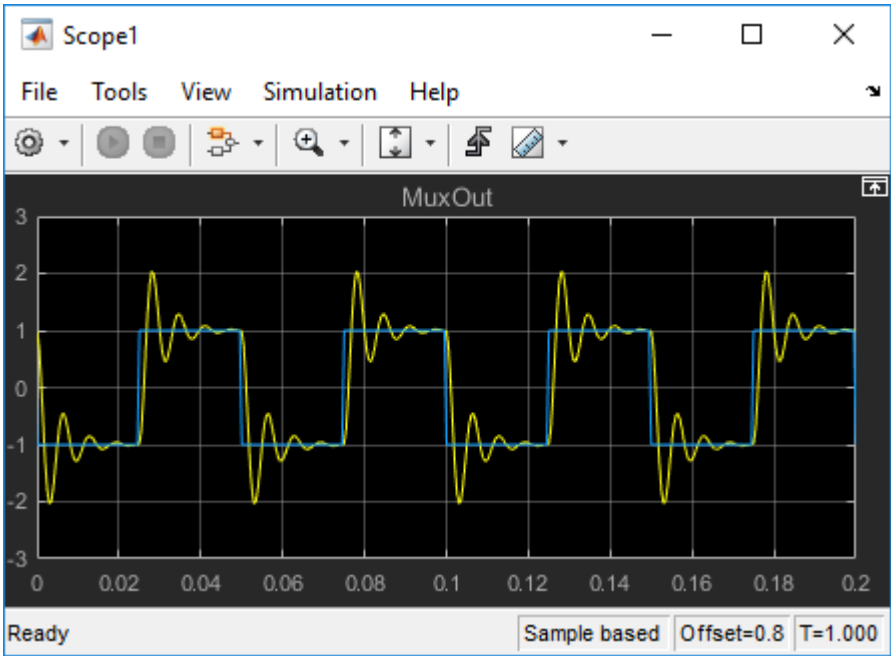 Scope1
File Tools View Simulation Help
MuxOut
3
2
1
0
-1
-2
-3
0 0.02 0.04 0.06 0.08 0.1 0.12 0.14 0.16 0.18 0.2
Ready Sample based Offset=0.8 T=1.000